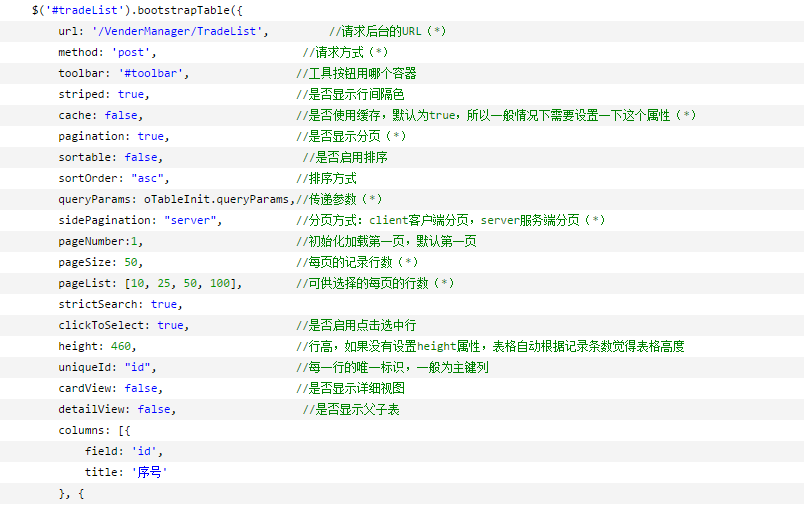 $('#tradeList').bootstrapTable({
url: '/VenderManager/TradeList', //请求后台的URL（*）
method: 'post', //请求方式（*）
toolbar: '#toolbar', //工具按钮用哪个容器
striped: true, //是否显示行间隔色
cache: false, //是否使用缓存，默认为true，所以一般情况下需要设置一下这个属性（*）
pagination: true, //是否显示分页（*）
sortable: false, //是否启用排序
sortOrder: "asc", //排序方式
queryParams: oTableInit.queryParams,//传递参数（*）
sidePagination: "server", //分页方式：client客户端分页，server服务端分页（*）
pageNumber:1, //初始化加载第一页，默认第一页
pageSize: 50, //每页的记录行数（*）
pageList: [10, 25, 50, 100], //可供选择的每页的行数（*）
strictSearch: true,
clickToSelect: true, //是否启用点击选中行
height: 460, //行高，如果没有设置height属性，表格自动根据记录条数觉得表格高度
uniqueId: "id", //每一行的唯一标识，一般为主键列
cardView: false, //是否显示详细视图
detailView: false, //是否显示父子表
columns: [{
field: 'id',
title: '序号'
}, {